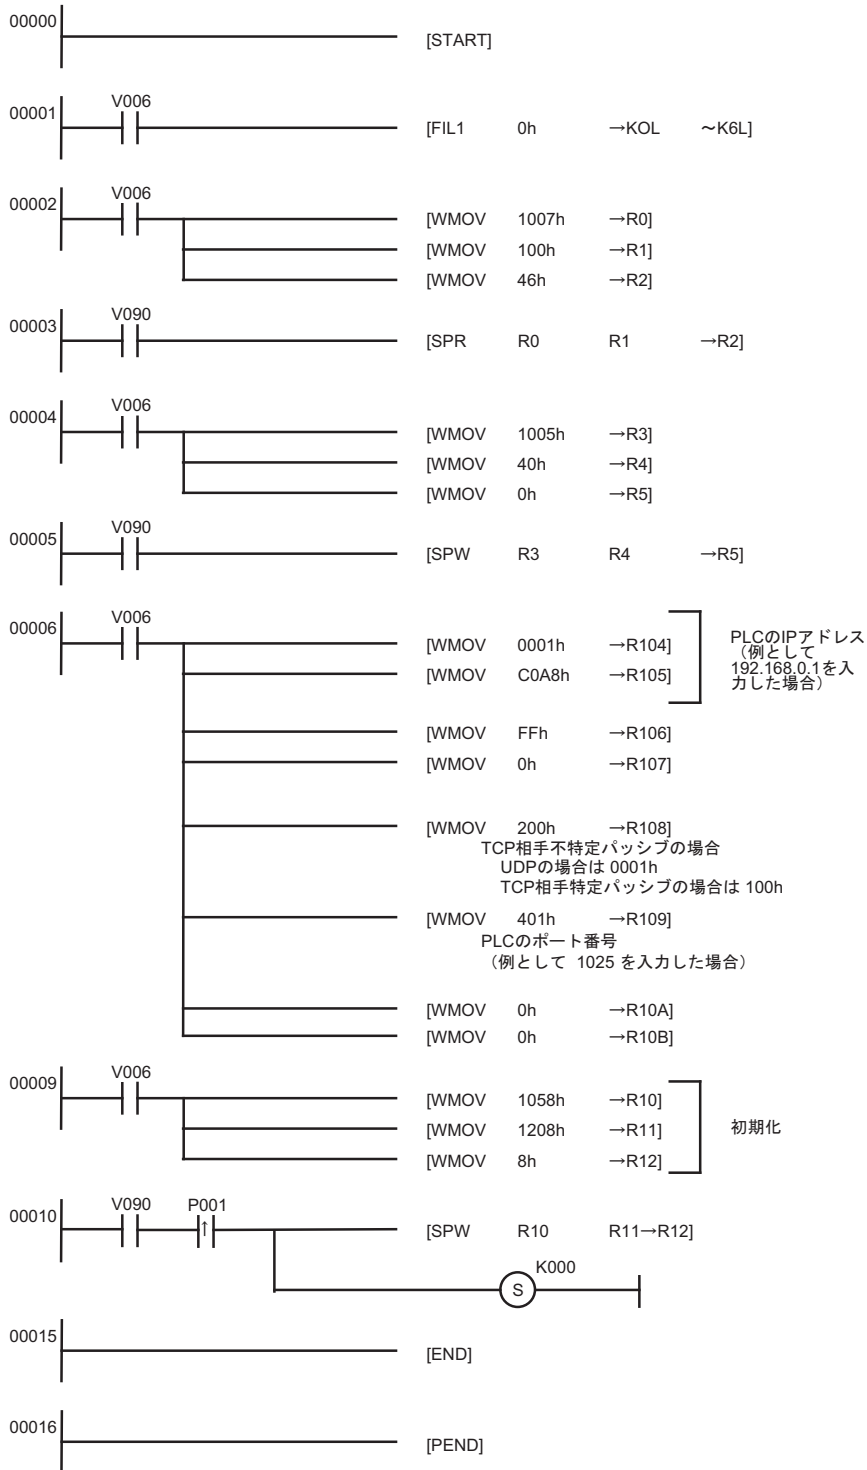 00000
[START]
V006
00001
[FIL1 0h →KOL ～K6L]
V006
00002
[WMOV 1007h →R0]
[WMOV 100h →R1]
[WMOV 46h →R2]
V090
00003
[SPR R0 R1 →R2]
V006
00004
[WMOV 1005h →R3]
[WMOV 40h →R4]
[WMOV 0h →R5]
V090
00005
[SPW R3 R4 →R5]
V006
00006
[WMOV 0001h →R104]
[WMOV C0A8h →R105]
PLCのIPアドレス
（例として
192.168.0.1を入
力した場合）
[WMOV FFh →R106]
[WMOV 0h →R107]
[WMOV 200h →R108]
TCP相手不特定パッシブの場合
UDPの場合は 0001h
TCP相手特定パッシブの場合は 100h
[WMOV 401h →R109]
PLCのポート番号
（例として 1025 を入力した場合）
[WMOV 0h →R10A]
[WMOV 0h →R10B]
V006
00009
[WMOV 1058h →R10]
[WMOV 1208h →R11]
[WMOV 8h →R12]
初期化
V090 P001
00010
↑
[SPW R10 R11→R12]
K000
S
00015
[END]
00016
[PEND]